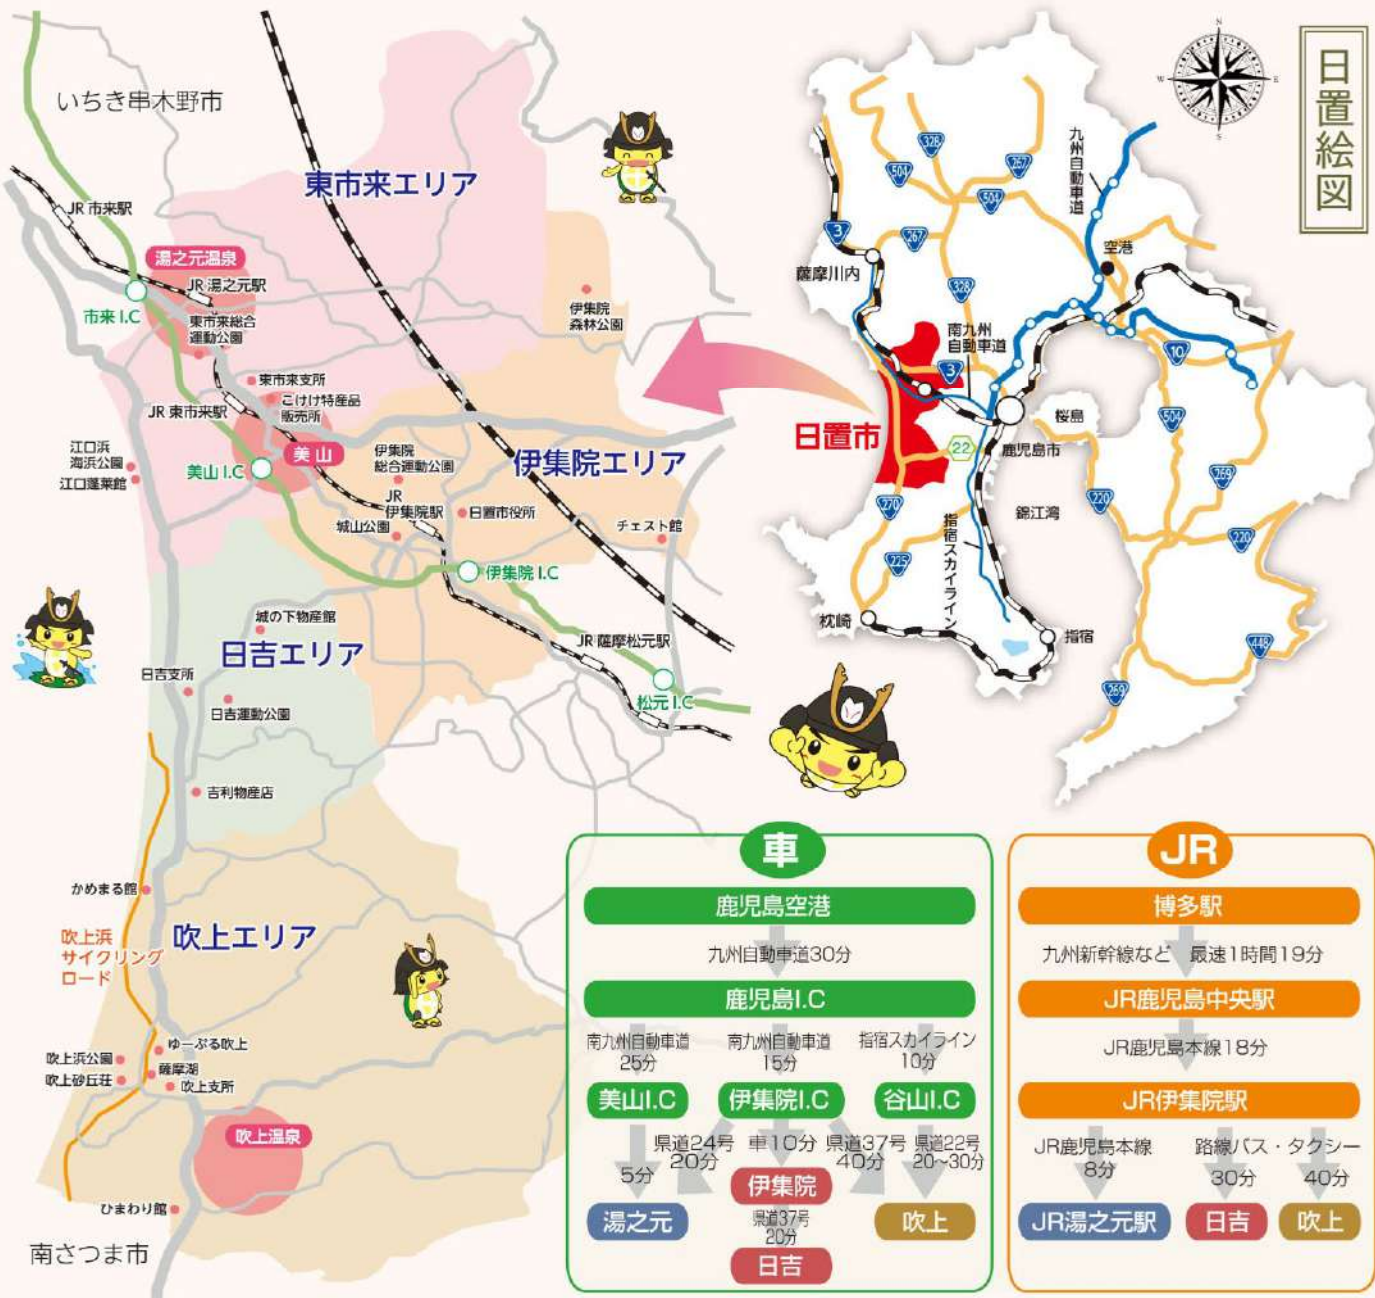 日置絵図
N
W
E
S
いちき串木野市
JR 市来駅
東市来エリア
湯之元温泉
JR 湯之元駅
市来 I.C
東市来総合
運動公園
伊集院
森林公園
東市来支所
こけけ特産品
販売所
JR 東市来駅
美山
江口浜
海浜公園
江口蓬莱館
美山 I.C
伊集院
総合運動公園
伊集院エリア
JR
伊集院駅
日置市役所
城山公園
チェスト館
伊集院 I.C
城の下物産館
日吉エリア
JR 薩摩松元駅
日吉支所
松元 I.C
日吉運動公園
吉利物産店
かめまる館
吹上エリア
吹上浜
サイクリング
ロード
ゆーぷる吹上
吹上浜公園
薩摩湖
吹上砂丘荘
吹上支所
吹上温泉
ひまわり館
南さつま市
九州自動車道
328
504
267
504
3
267
空港
薩摩川内
328
南九州
自動車道
3
10
日置市
22
桜島
鹿児島市
504
269
270
220
錦江湾
220
225
指宿スカイライン
枕崎
指宿
448
269
車
鹿児島空港
九州自動車道30分
鹿児島I.C
南九州自動車道
25分
南九州自動車道
15分
指宿スカイライン
10分
美山I.C
伊集院I.C
谷山I.C
5分
県道24号
20分
車10分
県道37号
40分
県道22号
20~30分
伊集院
湯之元
県道37号
20分
吹上
日吉
JR
博多駅
九州新幹線など 最速1時間19分
JR鹿児島中央駅
JR鹿児島本線18分
JR伊集院駅
JR鹿児島本線
8分
路線バス・タクシー
30分
40分
JR湯之元駅
日吉
吹上